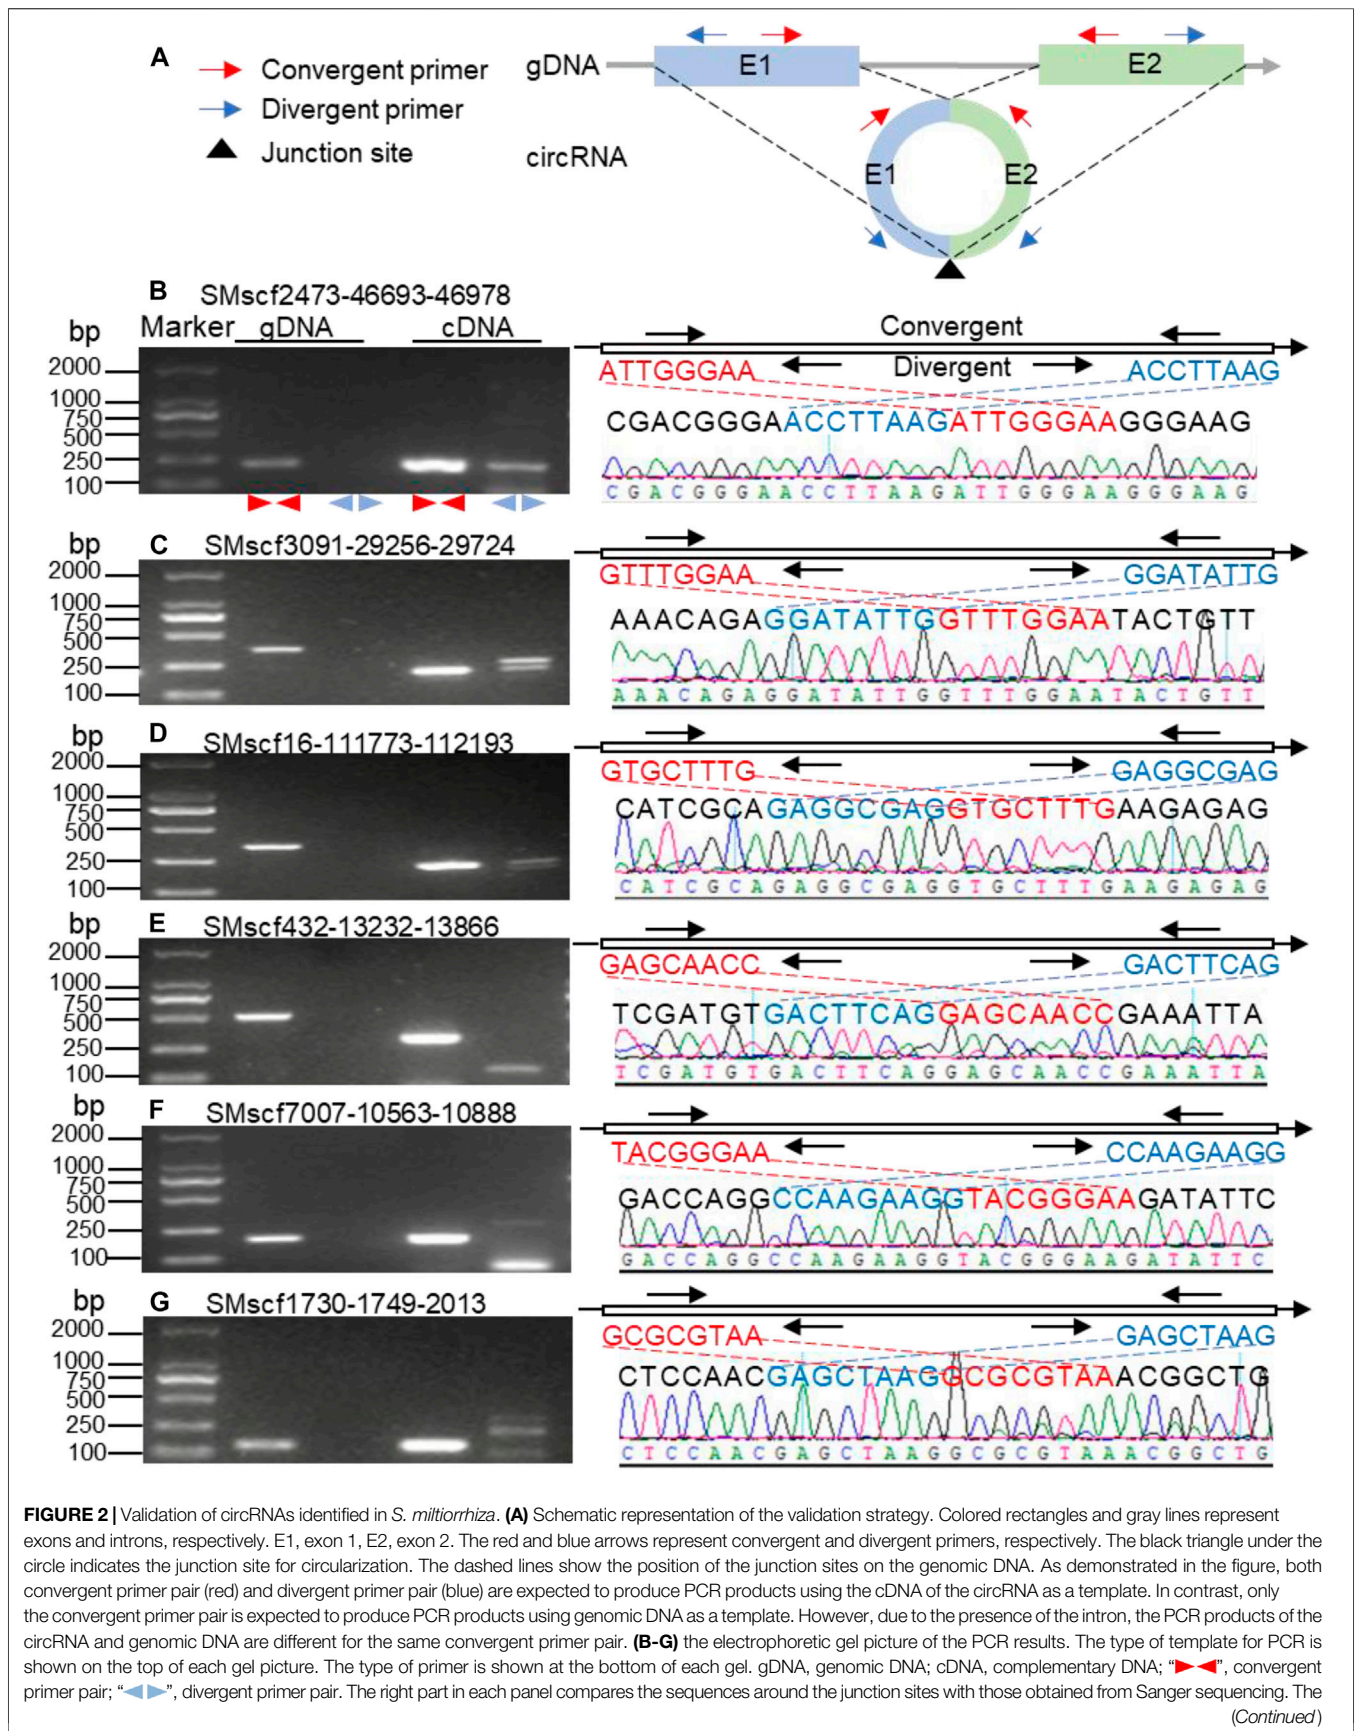 A
Convergent primer
Divergent primer
Junction site
gDNA
E1
E2
circRNA
E1
E2
B
SMscf2473-46693-46978
bp
Marker
gDNA
cDNA
2000
1000
750
500
250
100
Convergent
Divergent
ATTGGGAA
ACCTTAAG
CGACGGGAACCTTAAGATTGGGAAGGGAAG
CGACGGGAACCTTAAGATTGGGAAGGGAAG
bp
C
SMscf3091-29256-29724
2000
1000
750
500
250
100
GTTTGGAA
GGATATTG
AAACAGAGGATATTGGTTTGGAATACTGTT
AAACAGAGGATATTGGTTTGGAATACTGTT
bp
D
SMscf16-111773-112193
2000
1000
750
500
250
100
GTGCTTTG
GAGGCGAG
CATCGCAGAGGCGAGGTGCTTTGAAGAGAG
CATCGCAGAGGCGAGGTGCTTTGAAGAGAG
bp
E
SMscf432-13232-13866
2000
1000
750
500
250
100
GAGCAACC
GACTTCAG
TCGATGTGACTTCAGGAGCAACCGAAATTA
TCGATGTGACTTCAGGAGCAACCGAAATTA
bp
F
SMscf7007-10563-10888
2000
1000
750
500
250
100
TACGGGAA
CCAAGAAGG
GACCAGGCCAAGAAGGTACGGGAAGATATTC
GACCAGGCCAAGAAGGTACGGGAAGATATTC
bp
G
SMscf1730-1749-2013
2000
1000
750
500
250
100
GCGCGTAA
GAGCTAAG
CTCCAACGAGCTAAGGCGCGTAAACGGCTG
CTCCAACGAGCTAAGGCGCGTAAACGGCTG
FIGURE 2 | Validation of circRNAs identified in S. miltiorrhiza. (A) Schematic representation of the validation strategy. Colored rectangles and gray lines represent
exons and introns, respectively. E1, exon 1, E2, exon 2. The red and blue arrows represent convergent and divergent primers, respectively. The black triangle under the
circle indicates the junction site for circularization. The dashed lines show the position of the junction sites on the genomic DNA. As demonstrated in the figure, both
convergent primer pair (red) and divergent primer pair (blue) are expected to produce PCR products using the cDNA of the circRNA as a template. In contrast, only
the convergent primer pair is expected to produce PCR products using genomic DNA as a template. However, due to the presence of the intron, the PCR products of the
circRNA and genomic DNA are different for the same convergent primer pair. (B-G) the electrophoretic gel picture of the PCR results. The type of template for PCR is
shown on the top of each gel picture. The type of primer is shown at the bottom of each gel. gDNA, genomic DNA; cDNA, complementary DNA; “▶◀”, convergent
primer pair; “◀▶”, divergent primer pair. The right part in each panel compares the sequences around the junction sites with those obtained from Sanger sequencing. The
(Continued)